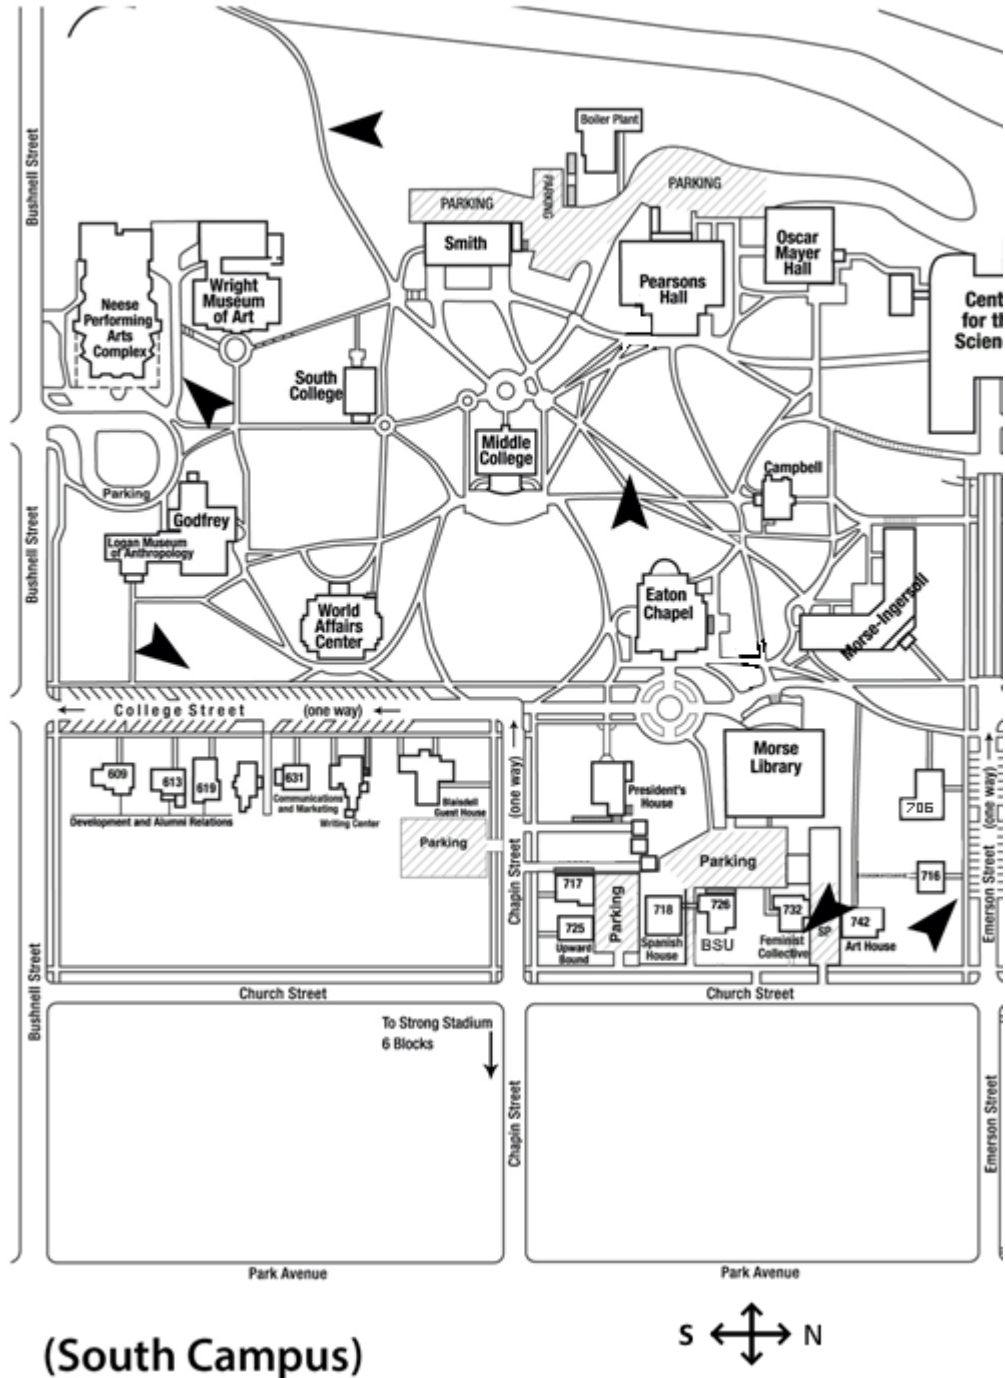 Bushnell Street
Boiler Plant
PARKING
PARKING
PARKING
Smith
Oscar
Mayer
Hall
Pearsons
Hall
Wright
Museum
of Art
Neese
Performing
Arts
Complex
Cent
for th
Scienc
South
College
Middle
College
Campbell
Parking
Godfrey
Logan Museum
of Anthropology
Bushnell Street
World
Affairs
Center
Eaton
Chapel
Morse-Ingersoll
College Street (one way)
Morse
Library
609
613
619
631
Communications
and Marketing
Writing Center
Blaisdell
Guest House
Development and Alumni Relations
Parking
(one way)
Chapin Street
President's
House
706
(one way)
Emerson Street
Parking
716
717
725
Upward
Bound
Parking
718
Spanish
House
726
BSU
732
Feminist
Collective
SP
742
Art House
Bushnell Street
Church Street
Church Street
To Strong Stadium
6 Blocks
Chapin Street
Emerson Street
Park Avenue
Park Avenue
(South Campus)
S N